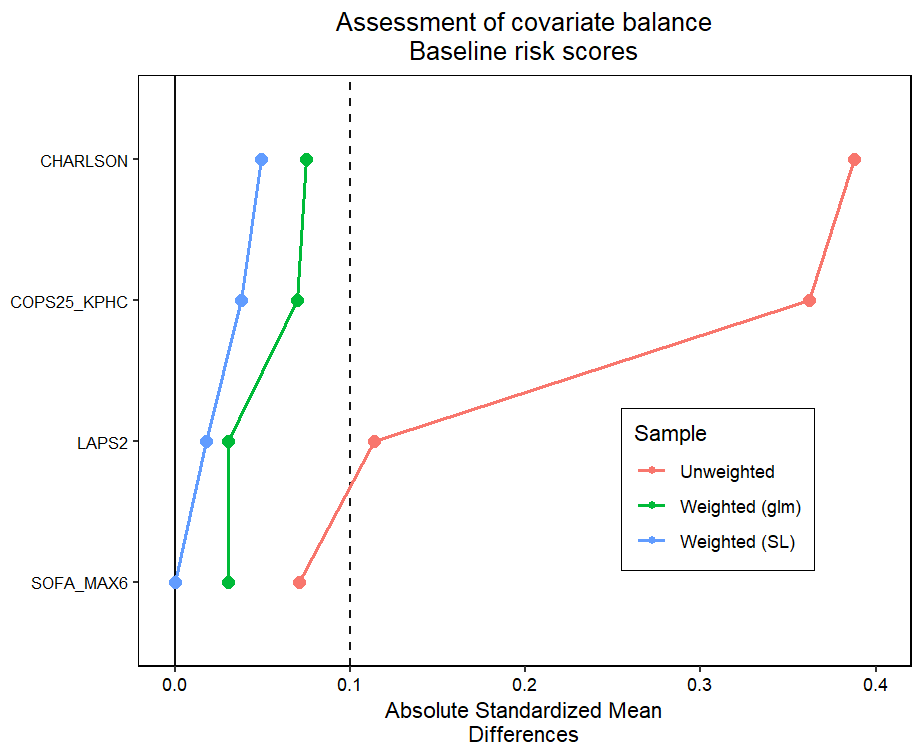 Assessment of covariate balance
Baseline risk scores
CHARLSON
COPS25_KPHC
LAPS2
SOFA_MAX6
Sample
Unweighted
Weighted (glm)
Weighted (SL)
0.0 0.1 0.2 0.3 0.4
Absolute Standardized Mean
Differences